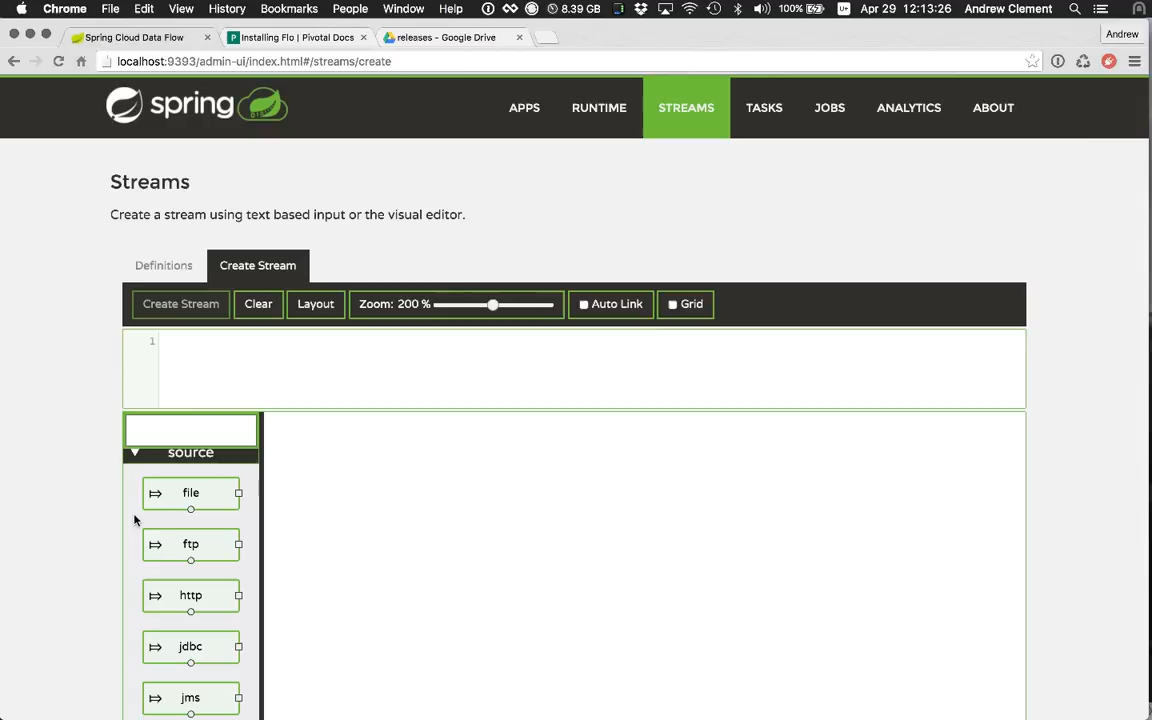 Chrome File Edit View History Bookmarks People Window Help 8.39 GB 100% U+ Apr 29 12:13:26 Andrew Clement
Spring Cloud Data Flow × Installing Flo | Pivotal Docs × releases - Google Drive × Andrew
localhost:9393/admin-ui/index.html#/streams/create
spring APPS RUNTIME STREAMS TASKS JOBS ANALYTICS ABOUT
Streams
Create a stream using text based input or the visual editor.
Definitions Create Stream
Create Stream Clear Layout Zoom: 200 % Auto Link Grid
1
source
file
ftp
http
jdbc
jms